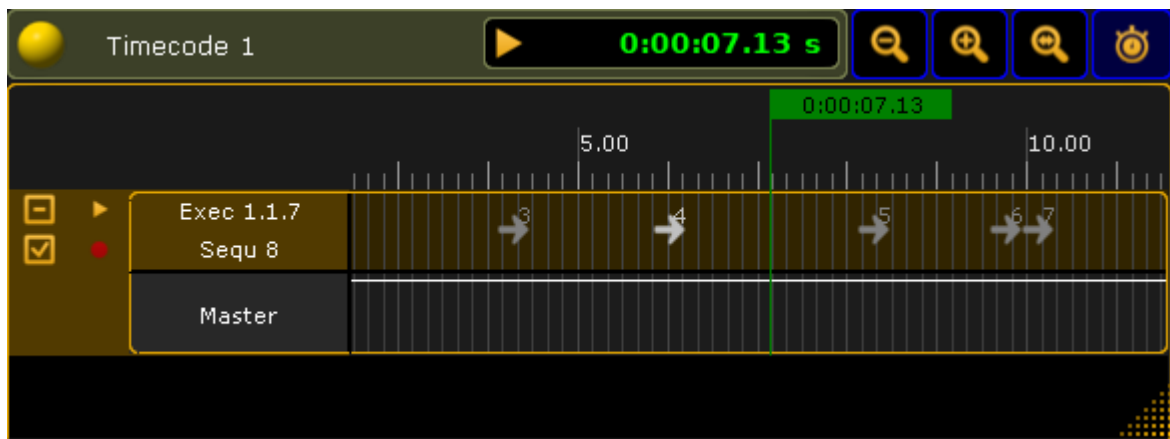 Timecode 1
0:00:07.13 s
0:00:07.13
5.00 10.00
Exec 1.1.7
Sequ 8
3 4 5 6 7
Master